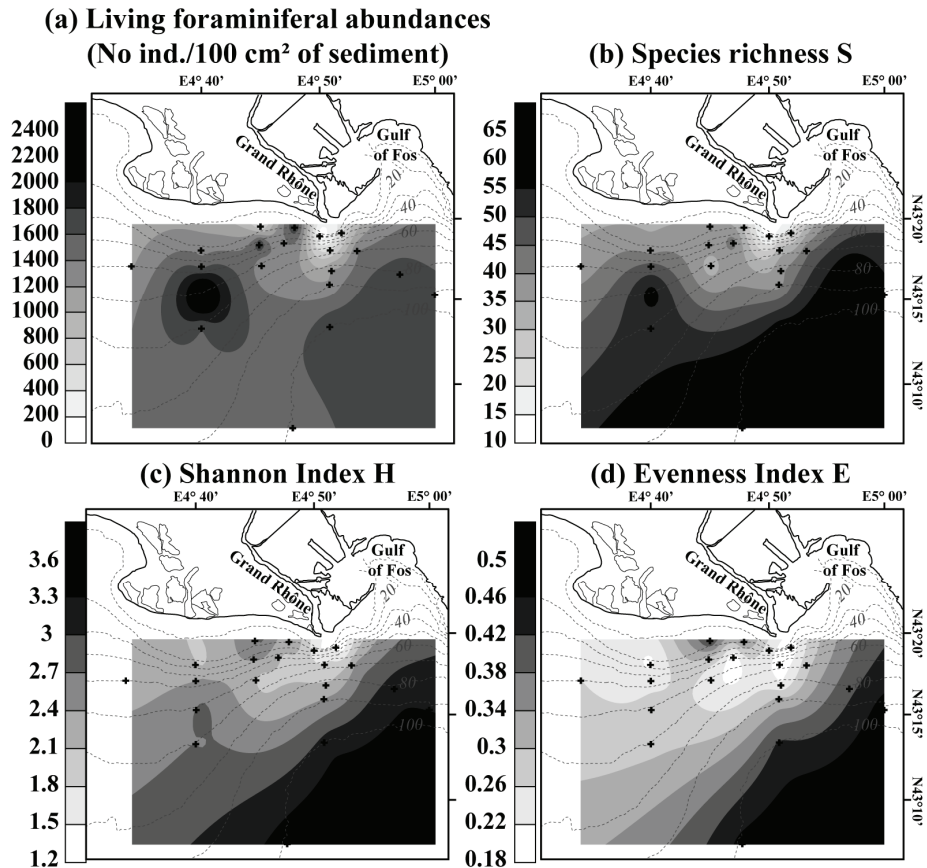 (a) Living foraminiferal abundances
(No ind./100 cm² of sediment)
E4° 40' E4° 50' E5° 00'
2400
2200
2000
1800
1600
1400
1200
1000
800
600
400
200
0
Grand Rhône
Gulf
of Fos
20
40
60
80
100
(b) Species richness S
E4° 40' E4° 50' E5° 00'
65
60
55
50
45
40
35
30
25
20
15
10
Grand Rhône
Gulf
of Fos
20
40
60
80
100
N43°20'
N43°15'
N43°10'
(c) Shannon Index H
E4° 40' E4° 50' E5° 00'
3.6
3.3
3
2.7
2.4
2.1
1.8
1.5
1.2
Grand Rhône
Gulf
of Fos
20
40
60
80
100
(d) Evenness Index E
E4° 40' E4° 50' E5° 00'
0.5
0.46
0.42
0.38
0.34
0.3
0.26
0.22
0.18
Grand Rhône
Gulf
of Fos
20
40
60
80
100
N43°20'
N43°15'
N43°10'